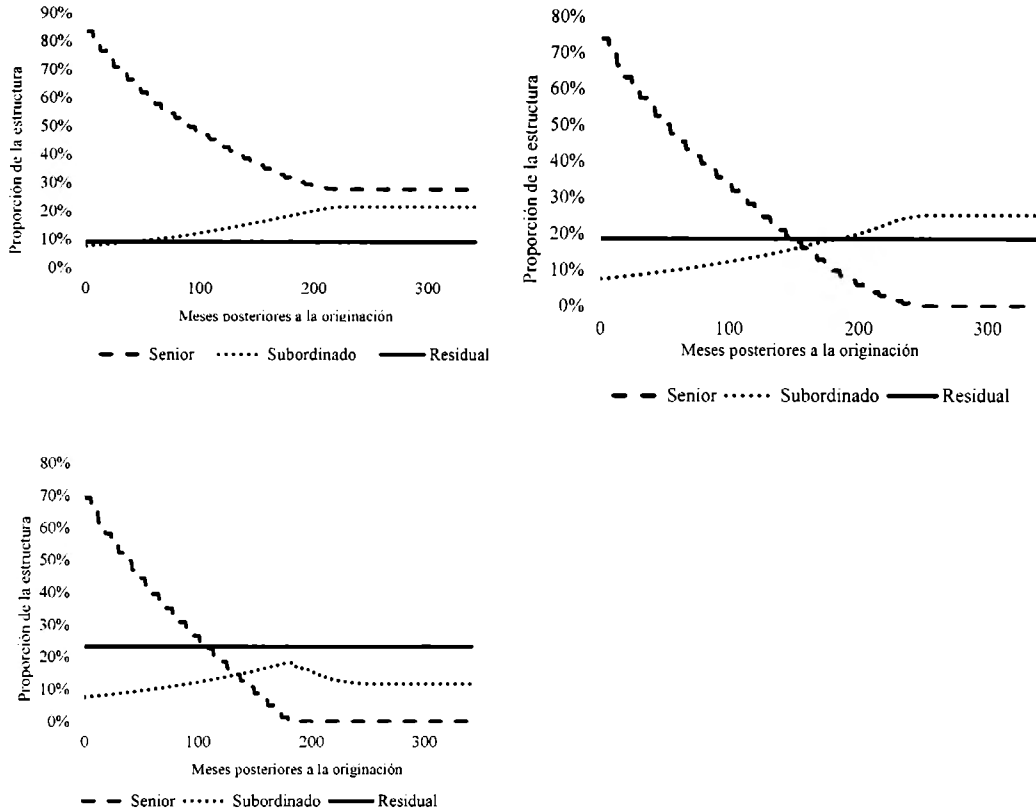 Proporción de la estructura
90%
80%
70%
60%
50%
40%
30%
20%
10%
0%
0 100 200 300
Meses posteriores a la originación
Senior Subordinado Residual
Proporción de la estructura
80%
70%
60%
50%
40%
30%
20%
10%
0%
0 100 200 300
Meses posteriores a la originación
Senior Subordinado Residual
Proporción de la estructura
80%
70%
60%
50%
40%
30%
20%
10%
0%
0 100 200 300
Meses posteriores a la originación
Senior Subordinado Residual